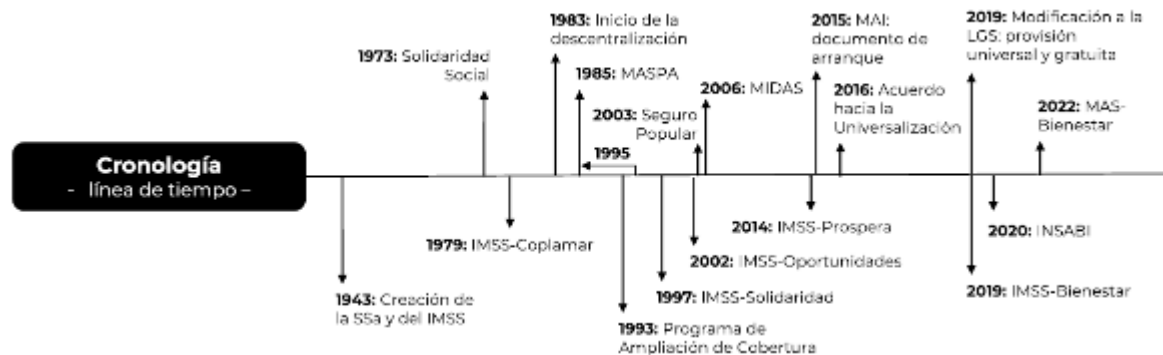 Cronología
- línea de tiempo –
1973: Solidaridad
Social
1983: Inicio de la
descentralización
1985: MASPA
1995
2003: Seguro
Popular
2006: MIDAS
2015: MAI:
documento de
arranque
2016: Acuerdo
hacia la
Universalización
2019: Modificación a la
LGS: provisión
universal y gratuita
2022: MAS-
Bienestar
1943: Creación de
la SSa y del IMSS
1979: IMSS-Coplamar
1993: Programa de
Ampliación de Cobertura
1997: IMSS-Solidaridad
2002: IMSS-Oportunidades
2014: IMSS-Prospera
2020: INSABI
2019: IMSS-Bienestar